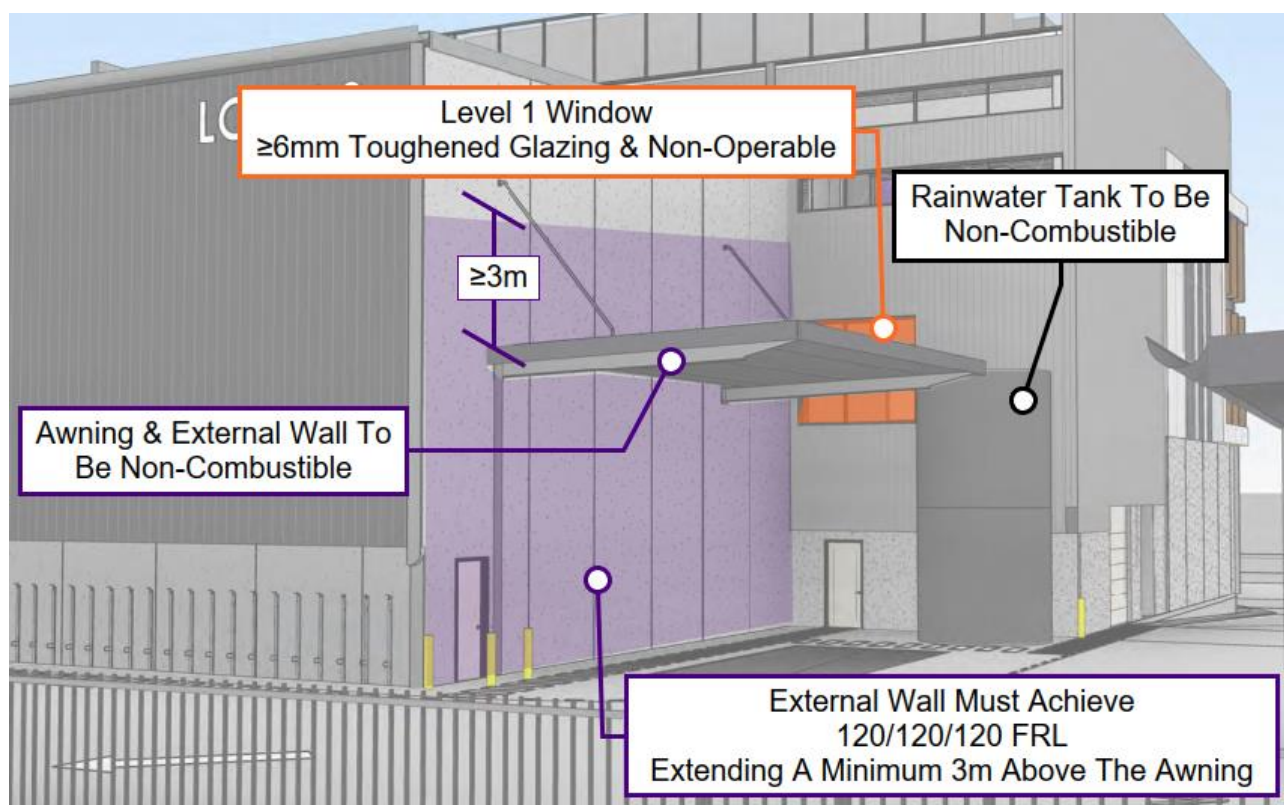 Level 1 Window
≥6mm Toughened Glazing & Non-Operable
Rainwater Tank To Be
Non-Combustible
≥3m
Awning & External Wall To
Be Non-Combustible
External Wall Must Achieve
120/120/120 FRL
Extending A Minimum 3m Above The Awning